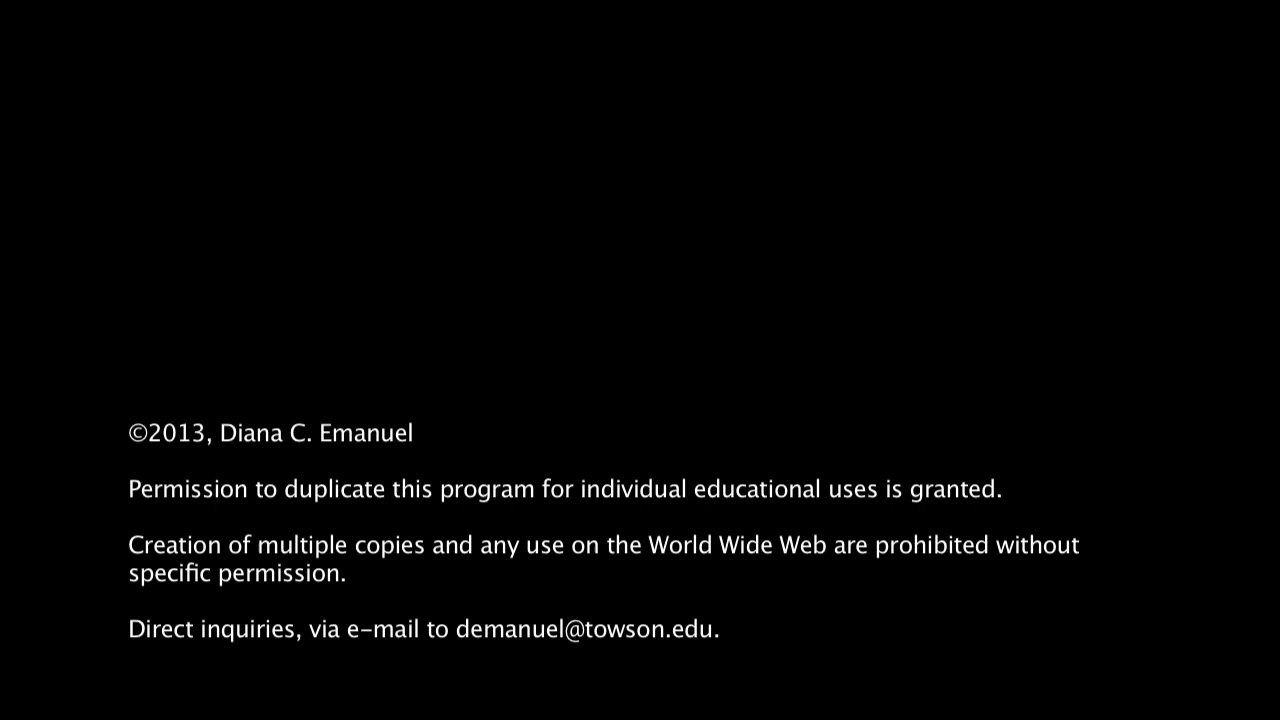 ©2013, Diana C. Emanuel
Permission to duplicate this program for individual educational uses is granted.
Creation of multiple copies and any use on the World Wide Web are prohibited without
specific permission.
Direct inquiries, via e-mail to demanuel@towson.edu.